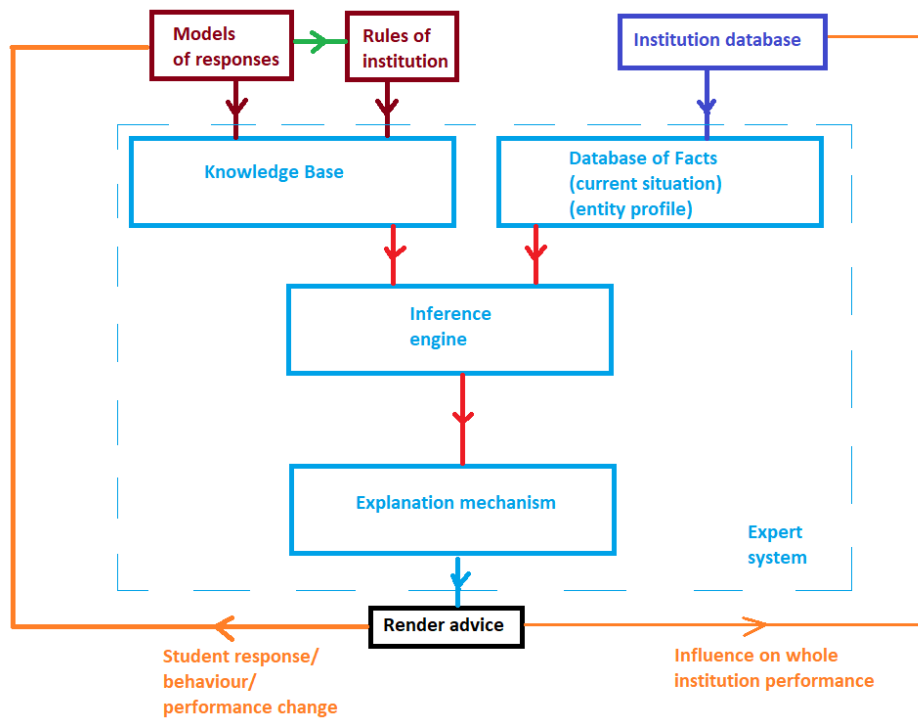 Models
of responses
Rules of
institution
Institution database
Knowledge Base
Database of Facts
(current situation)
(entity profile)
Inference
engine
Explanation mechanism
Expert
system
Render advice
Student response/
behaviour/
performance change
Influence on whole
institution performance